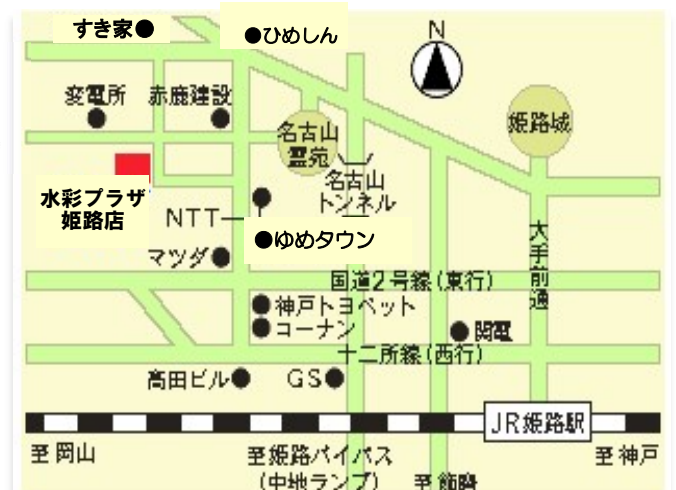 すき家●
●ひめしん
N
変電所
赤鹿建設
姫路城
名古山
霊苑
水彩プラザ
姫路店
名古山
トンネル
NTT
●ゆめタウン
大手前通
マツダ
国道2号線(東行)
神戸トヨペット
コーナン
関電
十二所線(西行)
高田ビル
GS
JR姫路駅
至岡山
至姫路バイパス
(中地ランプ)
至飾磨
至神戸